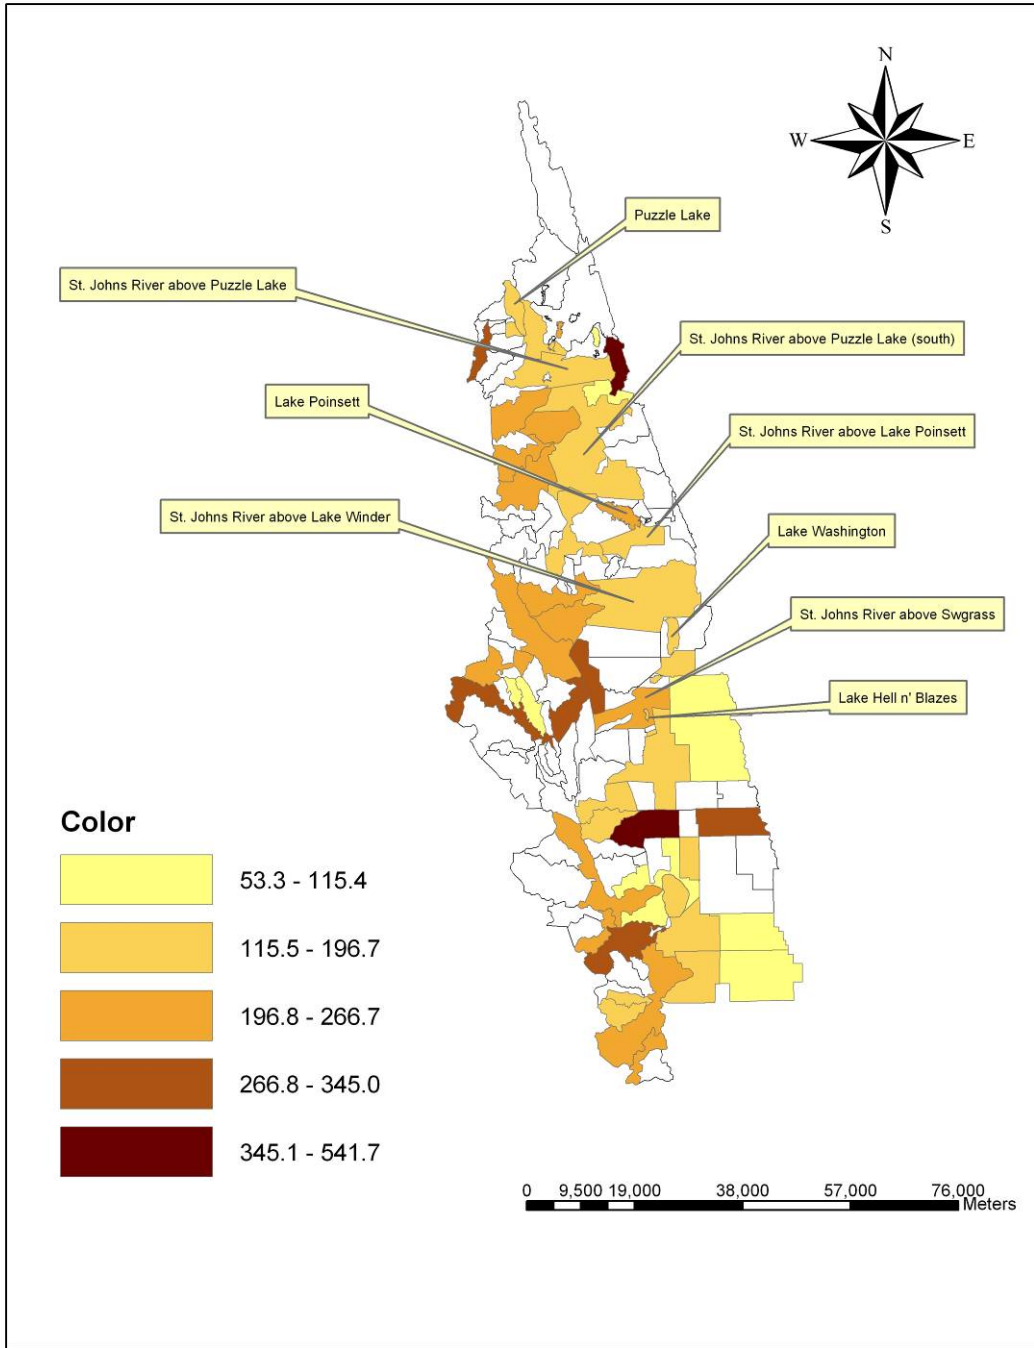 N
W
E
S
Puzzle Lake
St. Johns River above Puzzle Lake
St. Johns River above Puzzle Lake (south)
Lake Poinsett
St. Johns River above Lake Poinsett
St. Johns River above Lake Winder
Lake Washington
St. Johns River above Swgrass
Lake Hell n' Blazes
Color
53.3 - 115.4
115.5 - 196.7
196.8 - 266.7
266.8 - 345.0
345.1 - 541.7
0 9,500 19,000 38,000 57,000 76,000
Meters